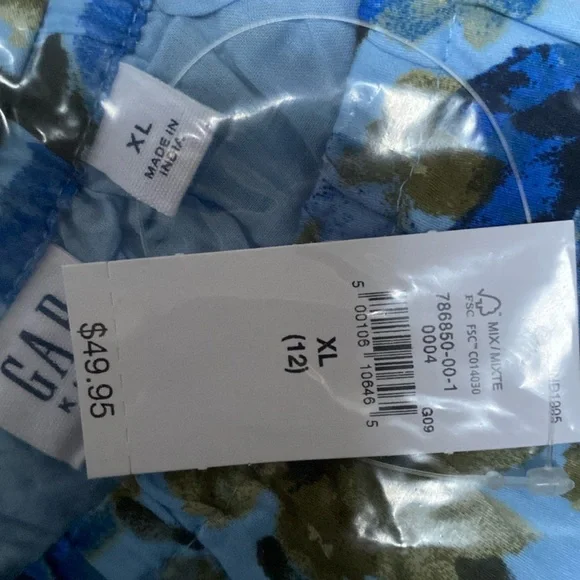 XL
MADE IN
INDIA
GAP
$49.95
XL
(12)
5 00106 10646 5
G09
786850-00-1
0004
FSC FSC™ C014030
MIX/MIXTE